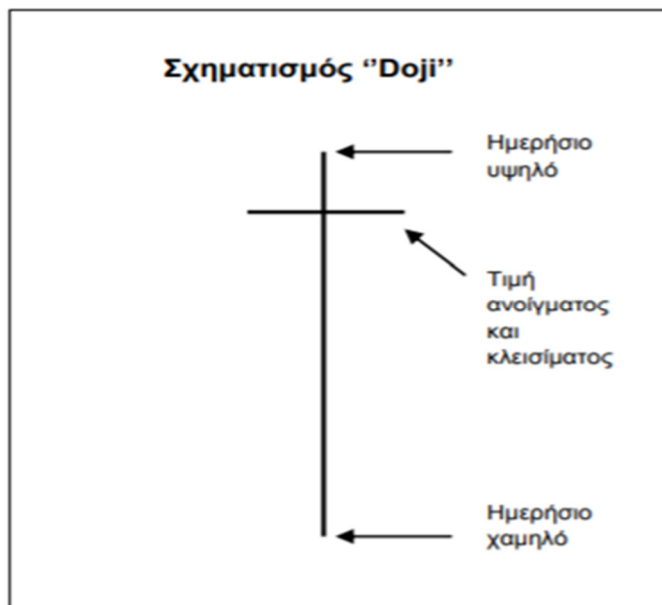 Σχηματισμός ‘’Doji’’
Ημερήσιο
υψηλό
Τιμή
ανοίγματος
και
κλεισίματος
Ημερήσιο
χαμηλό